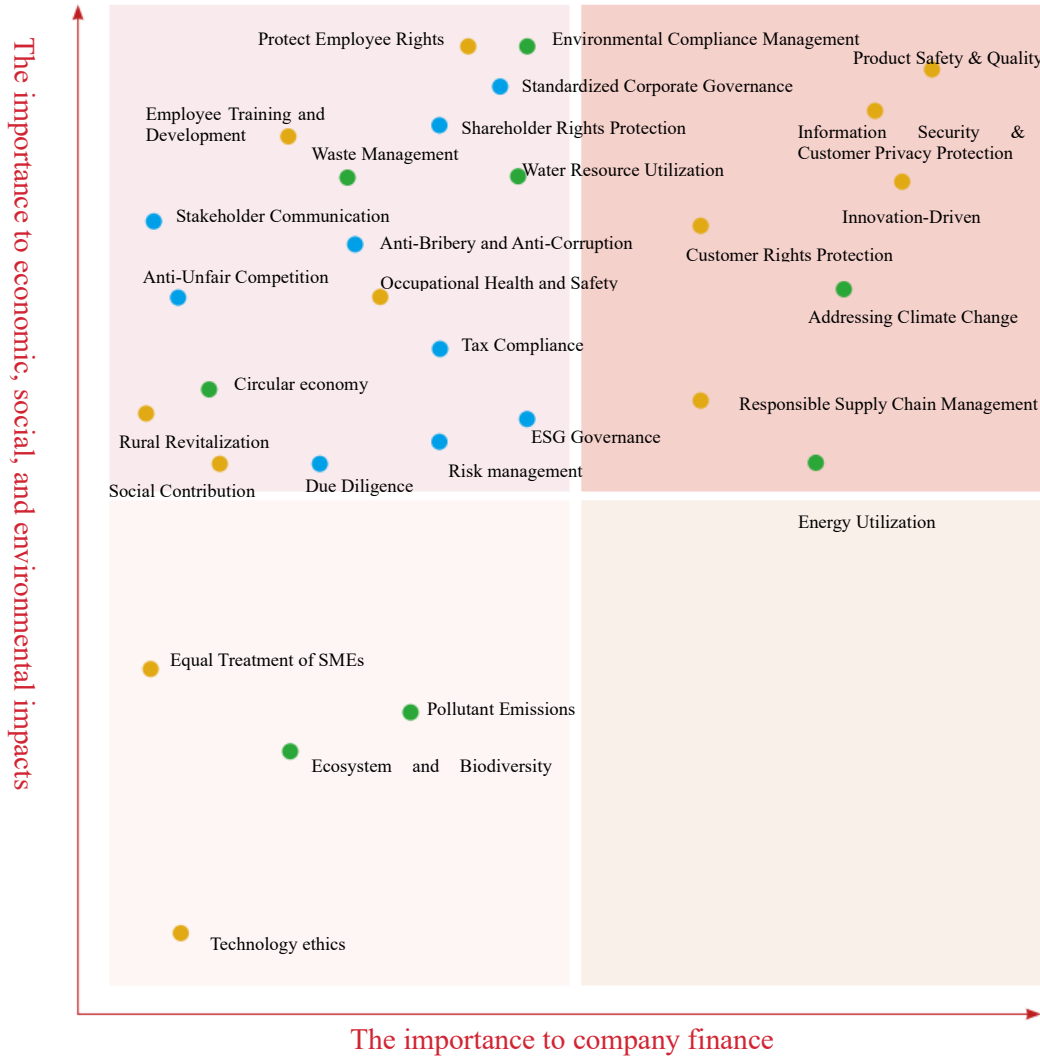 The importance to economic, social, and environmental impacts
Protect Employee Rights
Environmental Compliance Management
Product Safety & Quality
Standardized Corporate Governance
Employee Training and
Development
Shareholder Rights Protection
Information Security &
Customer Privacy Protection
Waste Management
Water Resource Utilization
Stakeholder Communication
Innovation-Driven
Anti-Bribery and Anti-Corruption
Customer Rights Protection
Anti-Unfair Competition
Occupational Health and Safety
Addressing Climate Change
Tax Compliance
Circular economy
Responsible Supply Chain Management
Rural Revitalization
ESG Governance
Risk management
Social Contribution
Due Diligence
Energy Utilization
Equal Treatment of SMEs
Pollutant Emissions
Ecosystem and Biodiversity
Technology ethics
The importance to company finance